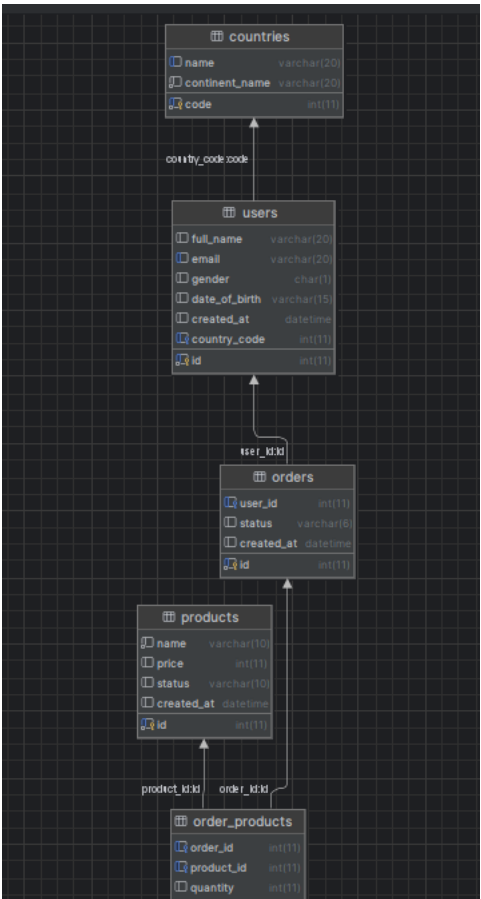 countries
name varchar(20)
continent_name varchar(20)
code int(11)
country_code:code
users
full_name varchar(20)
email varchar(20)
gender char(1)
date_of_birth varchar(15)
created_at datetime
country_code int(11)
id int(11)
user_id:id
orders
user_id int(11)
status varchar(6)
created_at datetime
id int(11)
products
name varchar(10)
price int(11)
status varchar(10)
created_at datetime
id int(11)
product_id:id order_id:id
order_products
order_id int(11)
product_id int(11)
quantity int(11)